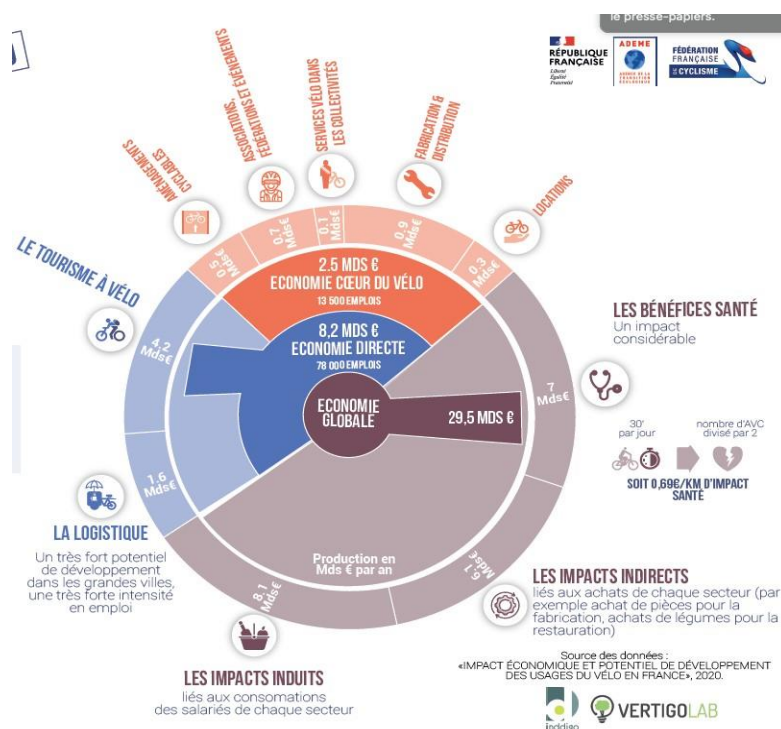 le presse-papiers.
RÉPUBLIQUE
FRANÇAISE
Liberté
Égalité
Fraternité
ADEME
AGENCE DE LA
TRANSITION
ÉCOLOGIQUE
FÉDÉRATION
FRANÇAISE
DE CYCLISME
AMÉNAGEMENTS
CYCLABLES
ASSOCIATIONS,
FÉDÉRATIONS ET ÉVÉNEMENTS
SERVICES VÉLO DANS
LES COLLECTIVITÉS
FABRICATION &
DISTRIBUTION
LOCATIONS
0.5
Mds€
0.7
Mds€
0.1
Mds€
0.9
Mds€
0.3
Mds€
2.5 MDS €
ECONOMIE CŒUR DU VÉLO
13 500 EMPLOIS
LE TOURISME À VÉLO
4,2
Mds€
8,2 MDS €
ECONOMIE DIRECTE
78 000 EMPLOIS
ECONOMIE
GLOBALE
29,5 MDS €
LES BÉNÉFICES SANTÉ
Un impact
considérable
7
Mds€
30'
par jour
nombre d'AVC
divisé par 2
SOIT 0,69€/KM D'IMPACT
SANTÉ
1.6
Mds€
LA LOGISTIQUE
Un très fort potentiel
de développement
dans les grandes villes,
une très forte intensité
en emploi
Production en
Mds € par an
8.1
Mds€
6.1
Mds€
LES IMPACTS INDIRECTS
liés aux achats de chaque secteur (par
exemple achat de pièces pour la
fabrication, achats de légumes pour la
restauration)
LES IMPACTS INDUITS
liés aux consomations
des salariés de chaque secteur
Source des données :
«IMPACT ÉCONOMIQUE ET POTENTIEL DE DÉVELOPPEMENT
DES USAGES DU VÉLO EN FRANCE», 2020.
inddigo
VERTIGOLAB